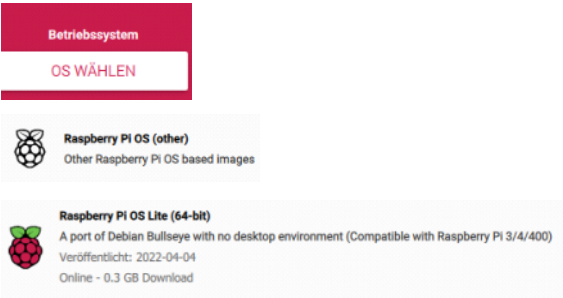 Betriebssystem
OS WÄHLEN
Raspberry Pi OS (other)
Other Raspberry Pi OS based images
Raspberry Pi OS Lite (64-bit)
A port of Debian Bullseye with no desktop environment (Compatible with Raspberry Pi 3/4/400)
Veröffentlicht: 2022-04-04
Online - 0.3 GB Download